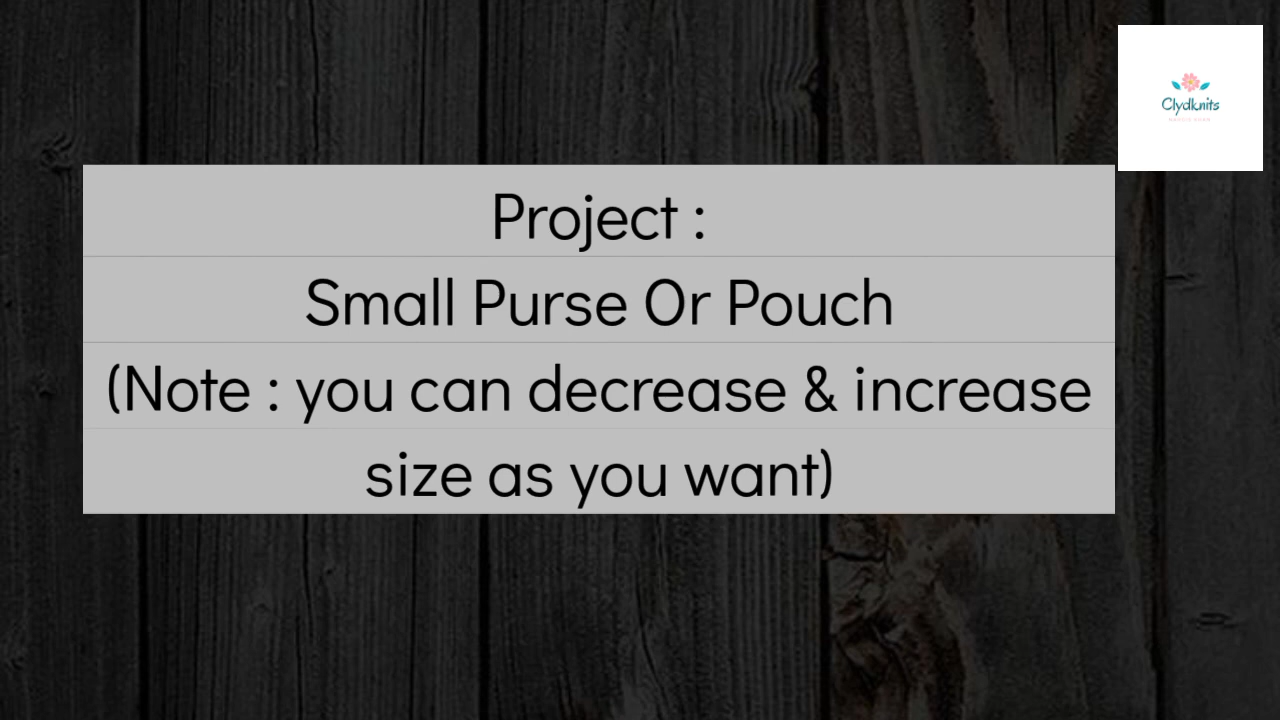 Clydknits
Project :
Small Purse Or Pouch
(Note : you can decrease & increase
size as you want)